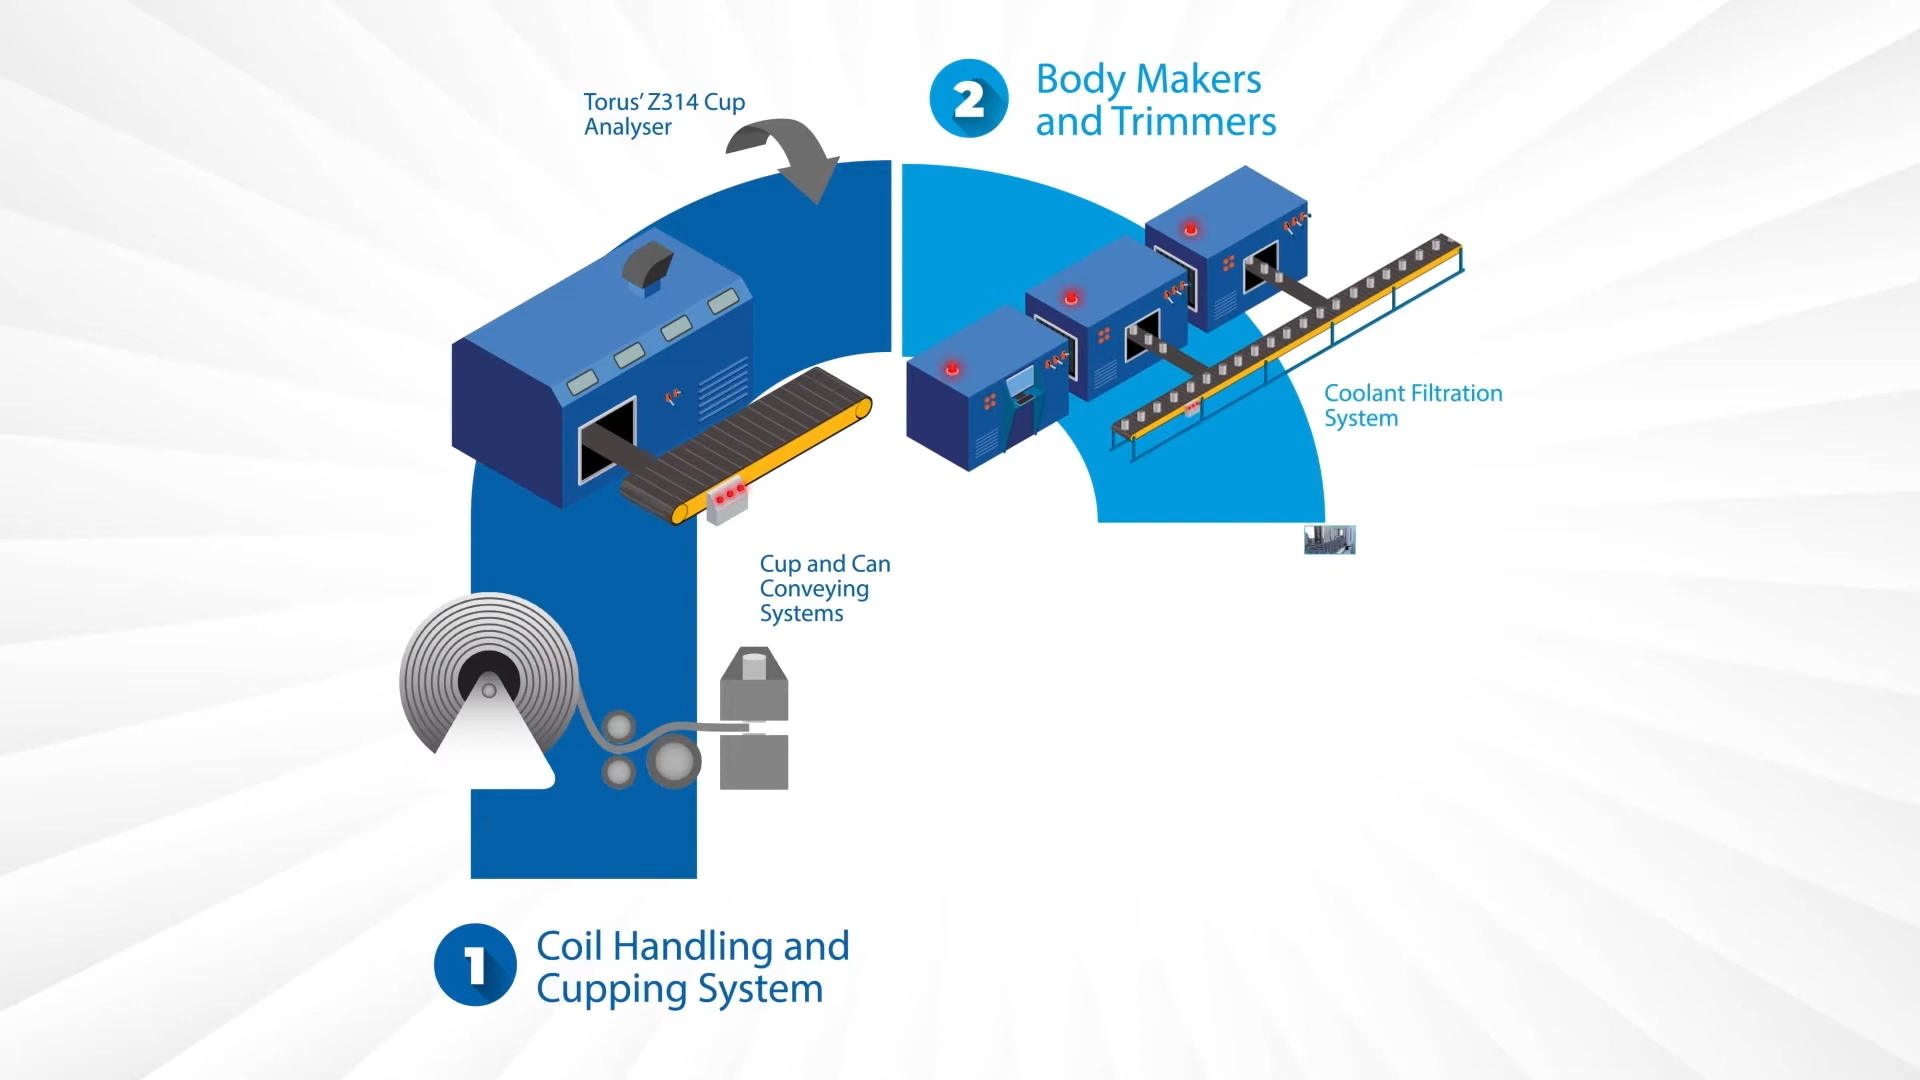 Torus’ Z314 Cup
Analyser
2
Body Makers
and Trimmers
Coolant Filtration
System
Cup and Can
Conveying
Systems
1
Coil Handling and
Cupping System